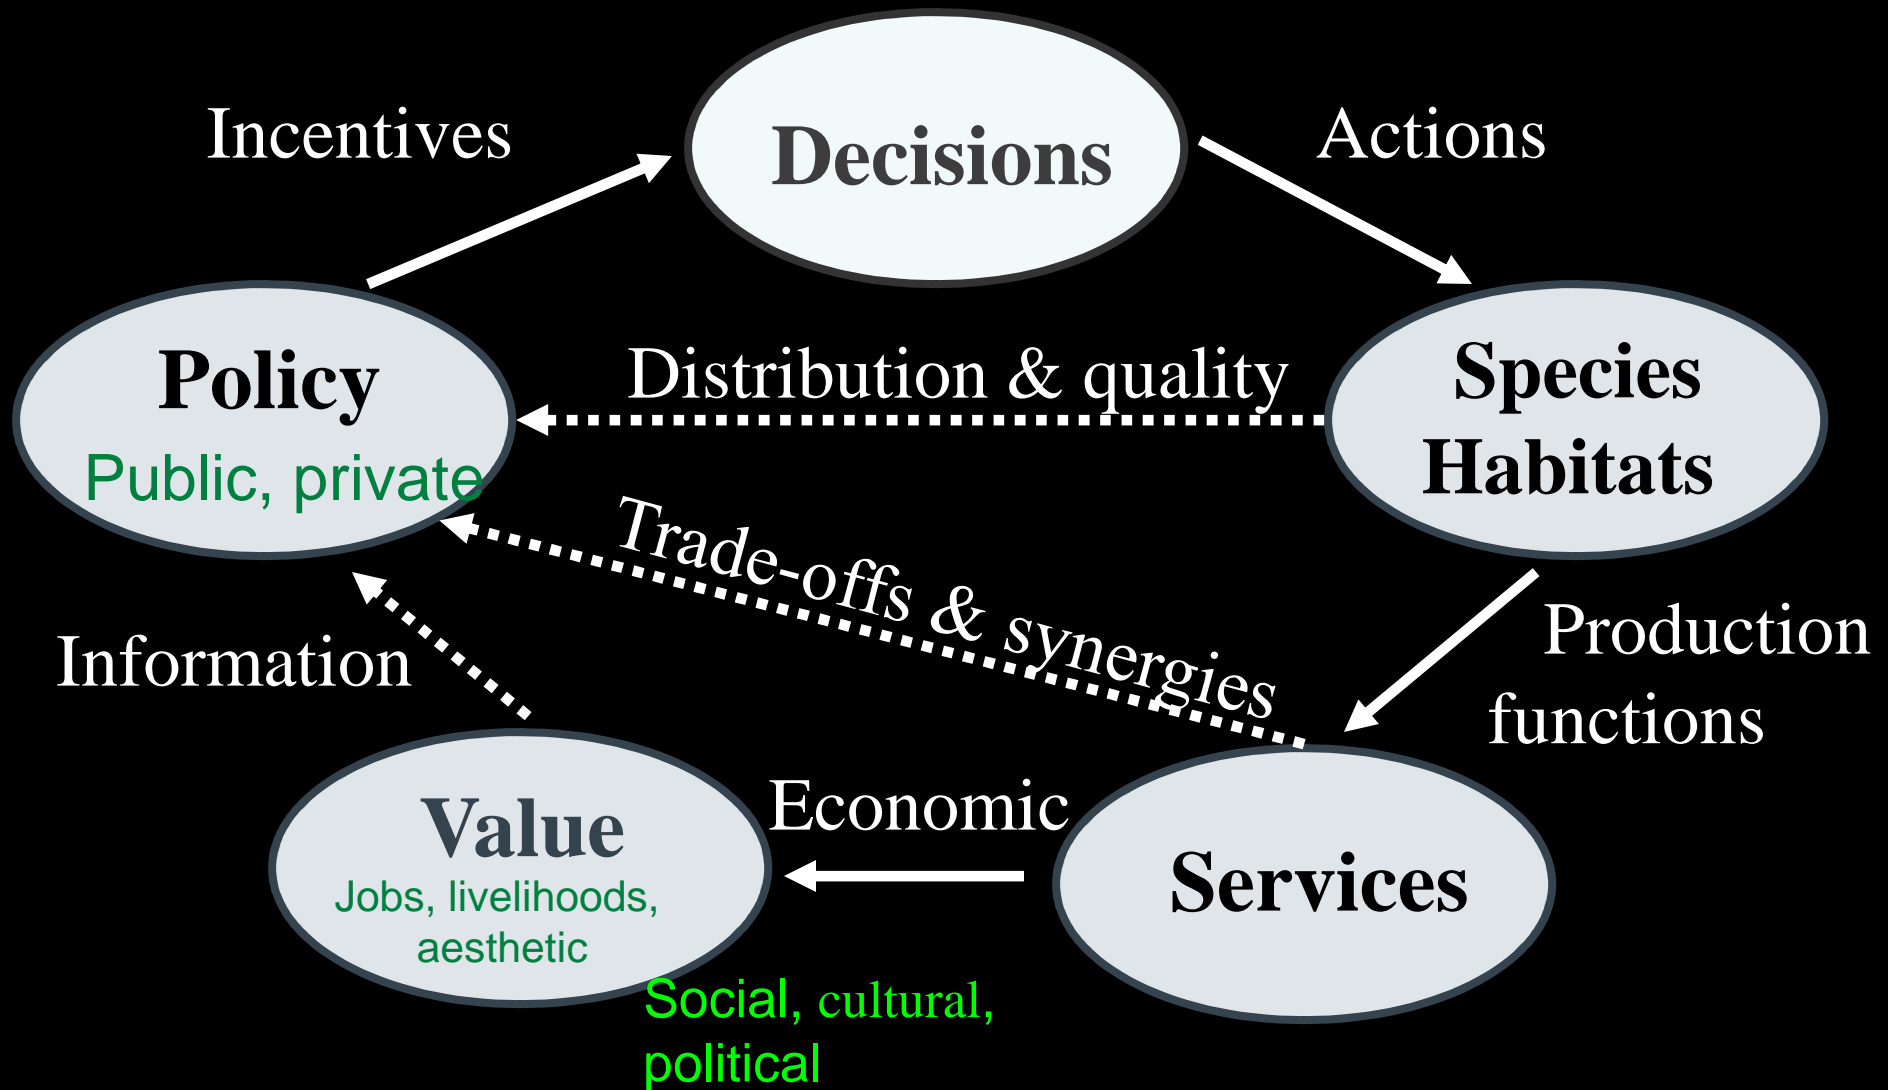 Decisions
Incentives
Actions
Policy
Public, private
Distribution & quality
Species
Habitats
Trade-offs & synergies
Information
Production
functions
Value
Jobs, livelihoods,
aesthetic
Economic
Services
Social, cultural,
political